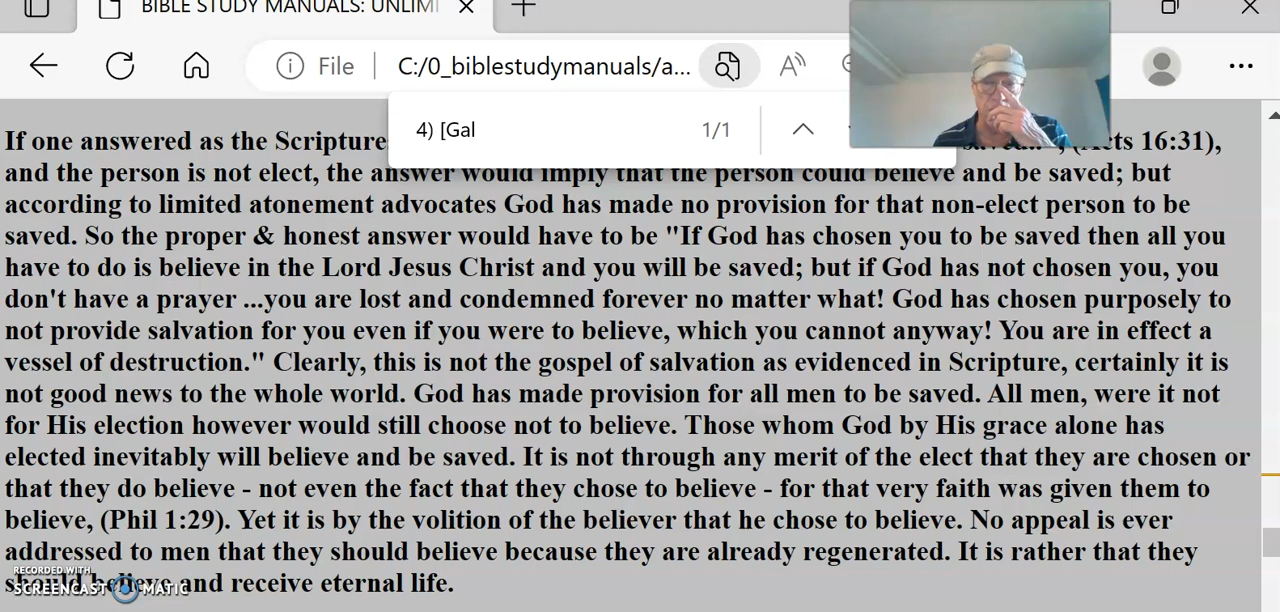 BIBLE STUDY MANUALS: UNLIMI
File
C:/0_biblestudymanuals/a...
4) [Gal
1/1
If one answered as the Scripture (Acts 16:31),
and the person is not elect, the answer would imply that the person could believe and be saved; but
according to limited atonement advocates God has made no provision for that non-elect person to be
saved. So the proper & honest answer would have to be "If God has chosen you to be saved then all you
have to do is believe in the Lord Jesus Christ and you will be saved; but if God has not chosen you, you
don't have a prayer ...you are lost and condemned forever no matter what! God has chosen purposely to
not provide salvation for you even if you were to believe, which you cannot anyway! You are in effect a
vessel of destruction." Clearly, this is not the gospel of salvation as evidenced in Scripture, certainly it is
not good news to the whole world. God has made provision for all men to be saved. All men, were it not
for His election however would still choose not to believe. Those whom God by His grace alone has
elected inevitably will believe and be saved. It is not through any merit of the elect that they are chosen or
that they do believe - not even the fact that they chose to believe - for that very faith was given them to
believe, (Phil 1:29). Yet it is by the volition of the believer that he chose to believe. No appeal is ever
addressed to men that they should believe because they are already regenerated. It is rather that they
should believe and receive eternal life.
RECORDED WITH
SCREENCAST MATIC